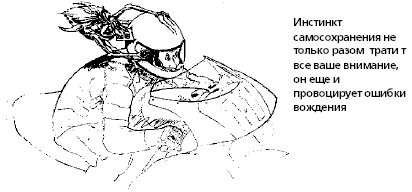 Инстинкт
самосохранения не
только разом  трати т
все ваше внимание,
он еще и
провоцирует ошибки
вождения